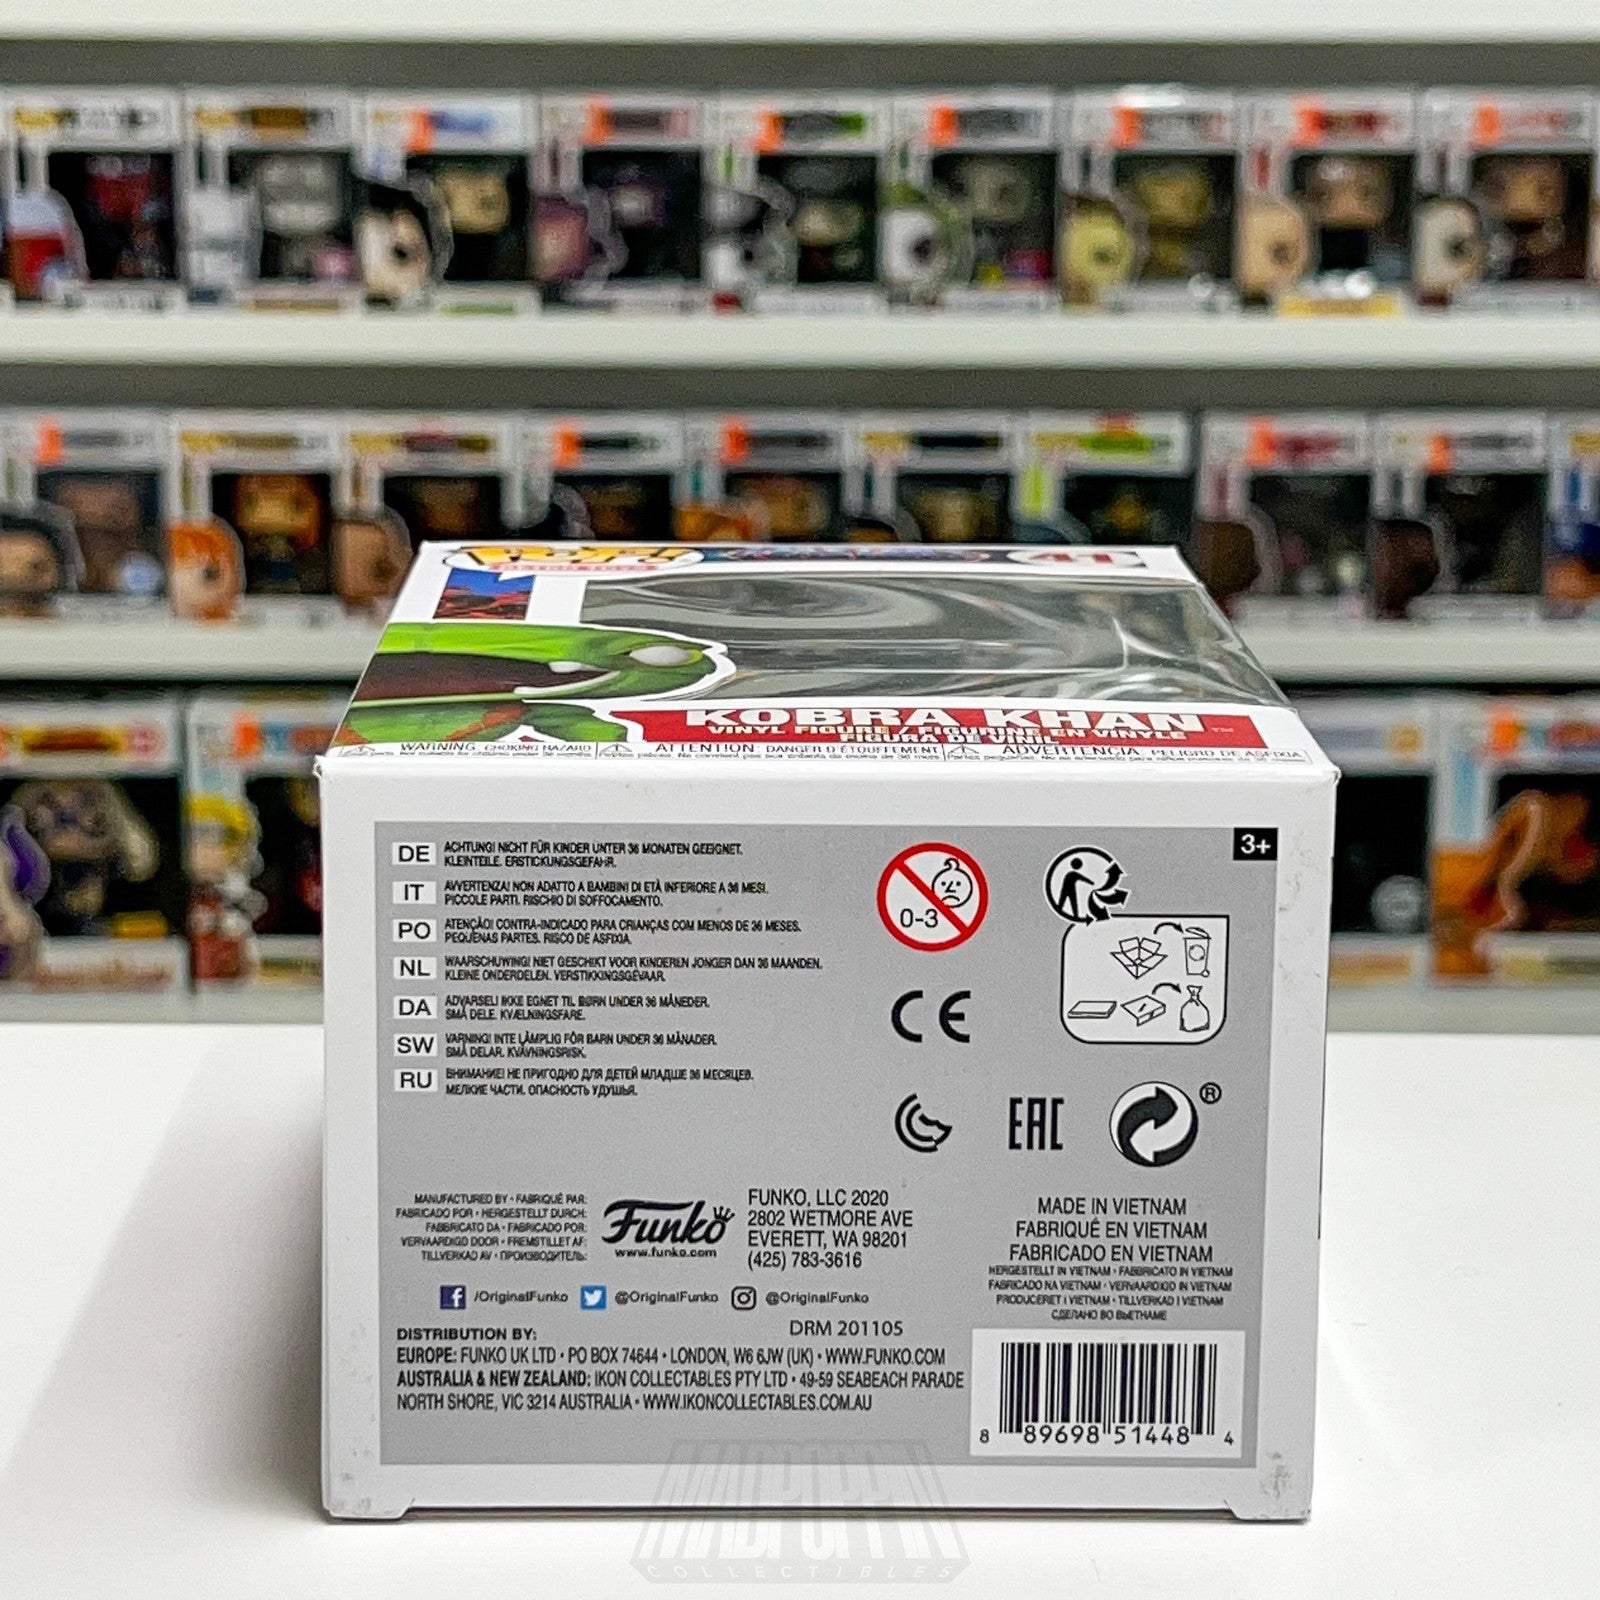 POP!
41
KOBRA KHAN™
VINYL FIGURE / FIGURINE EN VINYLE
FIGURA DE VINIL
WARNING: CHOKING HAZARD
ATTENTION: DANGER D'ÉTOUFFEMENT
ADVERTENCIA: PELIGRO DE ASFIXIA
3+
DE ACHTUNG! NICHT FÜR KINDER UNTER 36 MONATEN GEEIGNET.
KLEINTEILE. ERSTICKUNGSGEFAHR.
IT AVVERTENZA! NON ADATTO A BAMBINI DI ETÀ INFERIORE A 36 MESI.
PICCOLE PARTI. RISCHIO DI SOFFOCAMENTO.
PO ATENÇÃO! CONTRA-INDICADO PARA CRIANÇAS COM MENOS DE 36 MESES.
PEQUENAS PARTES. RISCO DE ASFIXIA.
NL WAARSCHUWING! NIET GESCHIKT VOOR KINDEREN JONGER DAN 36 MAANDEN.
KLEINE ONDERDELEN. VERSTIKKINGSGEVAAR.
DA ADVARSEL! IKKE EGNET TIL BØRN UNDER 36 MÅNEDER.
SMÅ DELE. KVÆLNINGSFARE.
SW VARNING! INTE LÄMPLIG FÖR BARN UNDER 36 MÅNADER.
SMÅ DELAR. KVÄVNINGSRISK.
RU ВНИМАНИЕ! НЕ ПРИГОДНО ДЛЯ ДЕТЕЙ МЛАДШЕ 36 МЕСЯЦЕВ.
МЕЛКИЕ ЧАСТИ. ОПАСНОСТЬ УДУШЬЯ.
0-3
CE
EAC
®
MANUFACTURED BY • FABRIQUÉ PAR:
FABRICADO POR • HERGESTELLT DURCH:
FABBRICATO DA • FABRICADO POR:
VERVAARDIGD DOOR • FREMSTILLET AF:
TILLVERKAD AV • ПРОИЗВОДИТЕЛЬ:
Funko
www.funko.com
FUNKO, LLC 2020
2802 WETMORE AVE
EVERETT, WA 98201
(425) 783-3616
MADE IN VIETNAM
FABRIQUÉ EN VIETNAM
FABRICADO EN VIETNAM
HERGESTELLT IN VIETNAM • FABBRICATO IN VIETNAM
FABRICADO NA VIETNAM • VERVAARDIGD IN VIETNAM
PRODUCERET I VIETNAM • TILLVERKAD I VIETNAM
СДЕЛАНО ВО ВЬЕТНАМЕ
/OriginalFunko @OriginalFunko @OriginalFunko
DRM 201105
DISTRIBUTION BY:
EUROPE: FUNKO UK LTD • PO BOX 74644 • LONDON, W6 6JW (UK) • WWW.FUNKO.COM
AUSTRALIA & NEW ZEALAND: IKON COLLECTABLES PTY LTD • 49-59 SEABEACH PARADE
NORTH SHORE, VIC 3214 AUSTRALIA • WWW.IKONCOLLECTABLES.COM.AU
8 89698 51448 4
MADPOPPIN
COLLECTIBLES